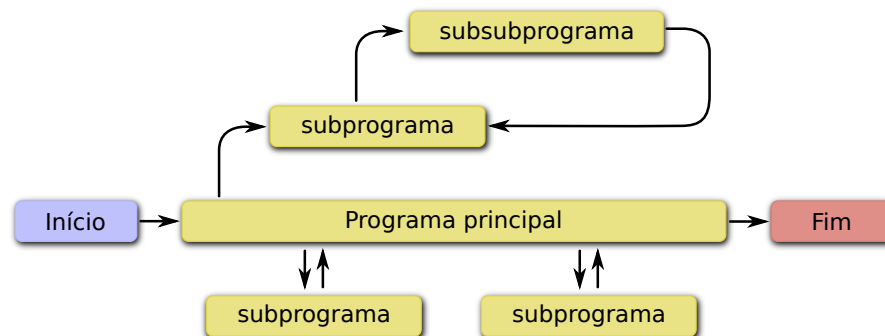 subsubprograma
subprograma
Início
Programa principal
Fim
subprograma
subprograma